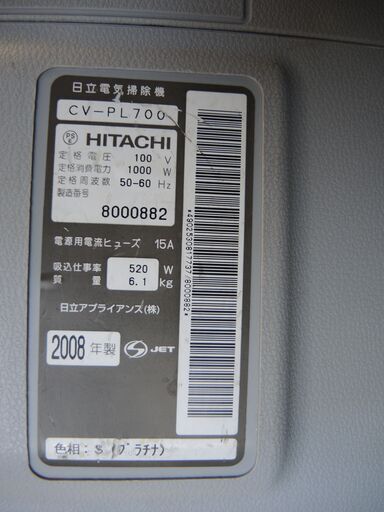 日立電気掃除機
CV-PL700
PS E HITACHI
定格電圧 100 V
定格消費電力 1000 W
定格周波数 50-60 Hz
製造番号
8000882
電源用電流ヒューズ 15A
吸込仕事率 520 W
質量 6.1 kg
日立アプライアンス(株)
2008 年製 S JET
色相：S (プラチナ)
*4902530817737/8000882*